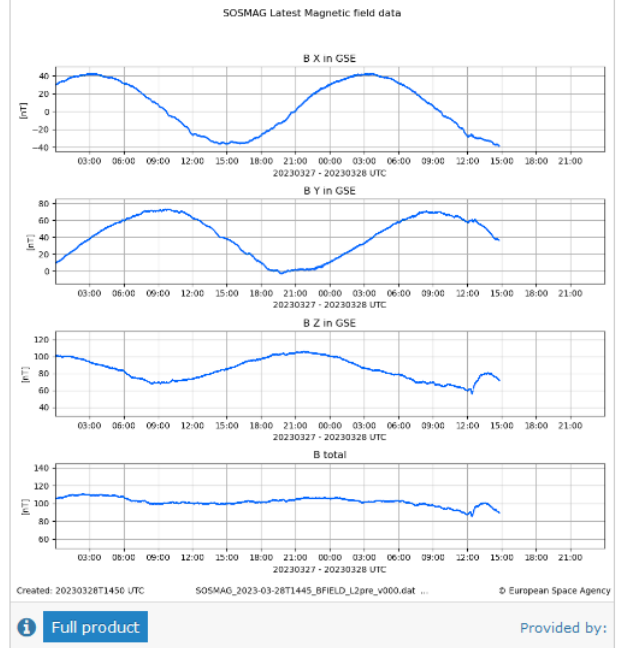 SOSMAG Latest Magnetic field data
B X in GSE
[nT]
40
20
0
−20
−40
03:00 06:00 09:00 12:00 15:00 18:00 21:00 00:00 03:00 06:00 09:00 12:00 15:00 18:00 21:00
20230327 - 20230328 UTC
B Y in GSE
[nT]
80
60
40
20
0
03:00 06:00 09:00 12:00 15:00 18:00 21:00 00:00 03:00 06:00 09:00 12:00 15:00 18:00 21:00
20230327 - 20230328 UTC
B Z in GSE
[nT]
120
100
80
60
40
03:00 06:00 09:00 12:00 15:00 18:00 21:00 00:00 03:00 06:00 09:00 12:00 15:00 18:00 21:00
20230327 - 20230328 UTC
B total
[nT]
140
120
100
80
60
03:00 06:00 09:00 12:00 15:00 18:00 21:00 00:00 03:00 06:00 09:00 12:00 15:00 18:00 21:00
20230327 - 20230328 UTC
Created: 20230328T1450 UTC SOSMAG_2023-03-28T1445_BFIELD_L2pre_v000.dat ... © European Space Agency
i Full product Provided by: